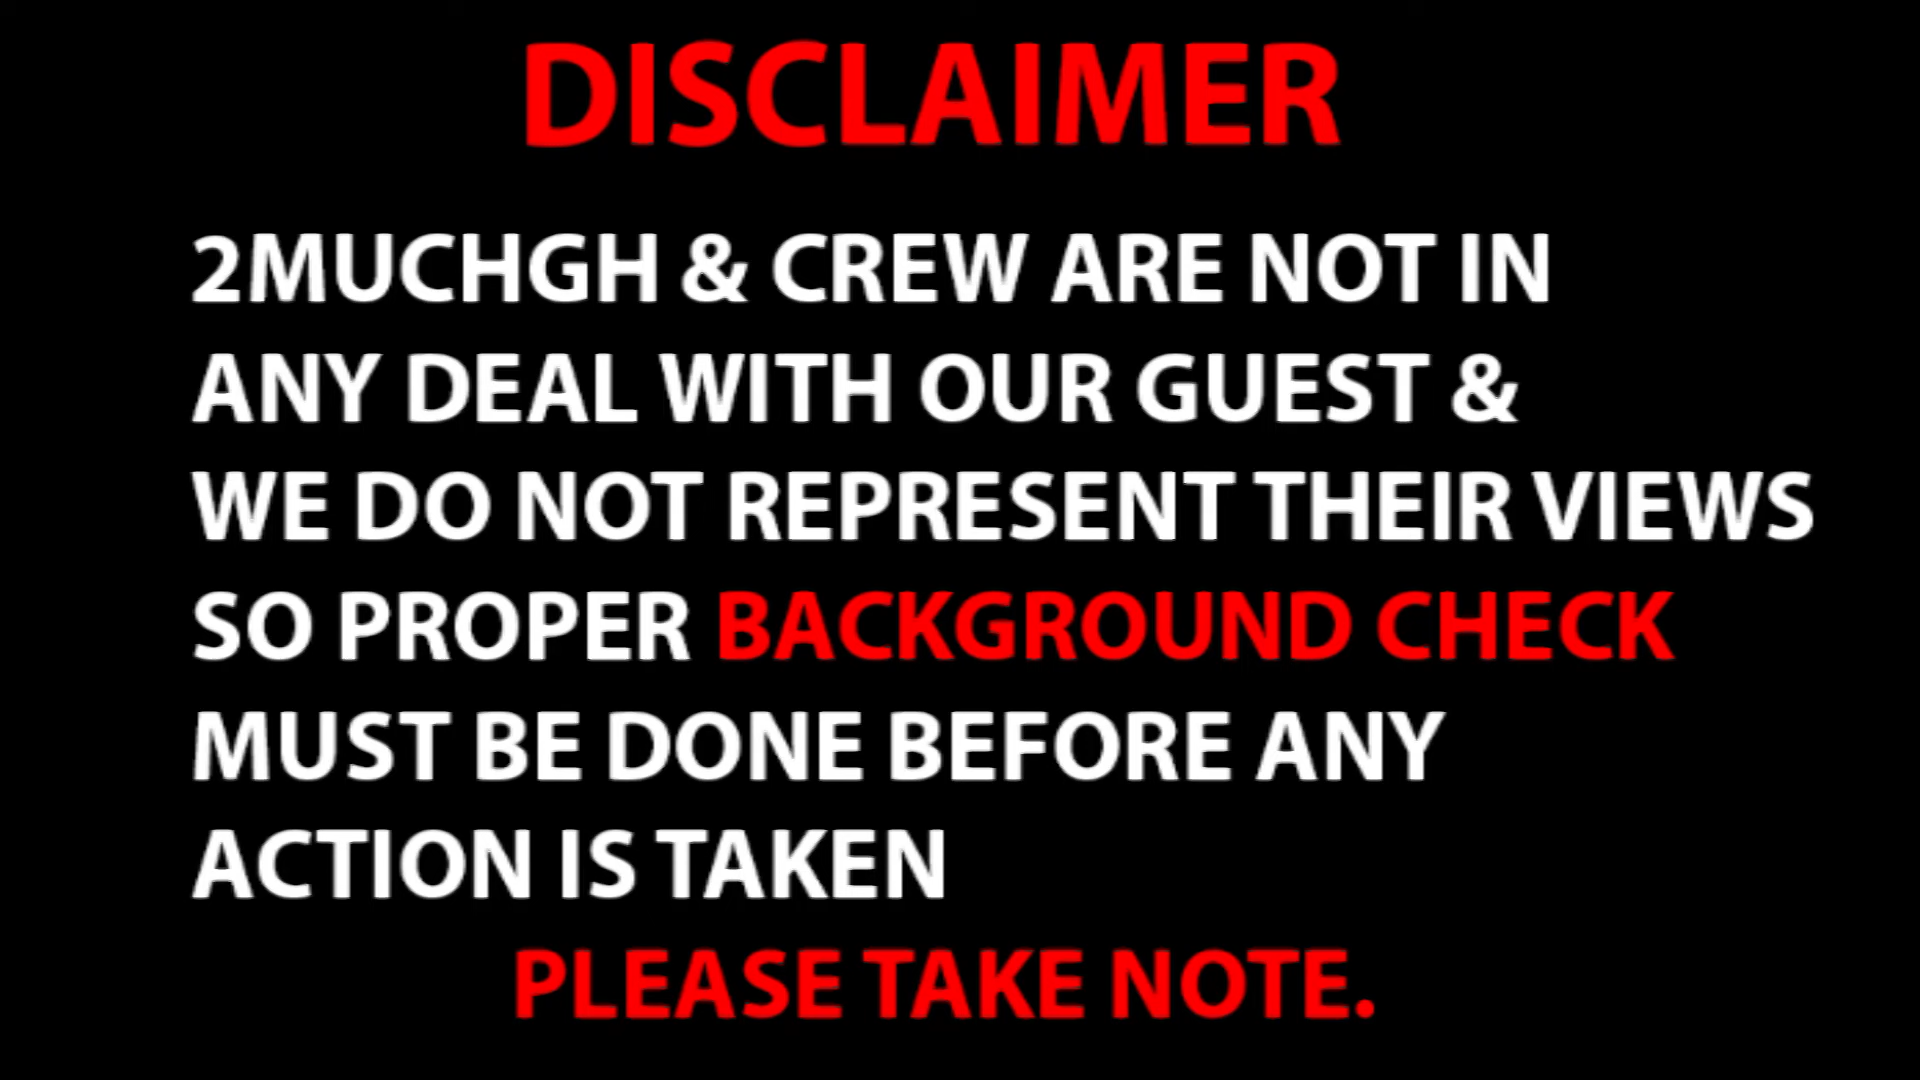 DISCLAIMER
2MUCHGH & CREW ARE NOT IN
ANY DEAL WITH OUR GUEST &
WE DO NOT REPRESENT THEIR VIEWS
SO PROPER BACKGROUND CHECK
MUST BE DONE BEFORE ANY
ACTION IS TAKEN
PLEASE TAKE NOTE.